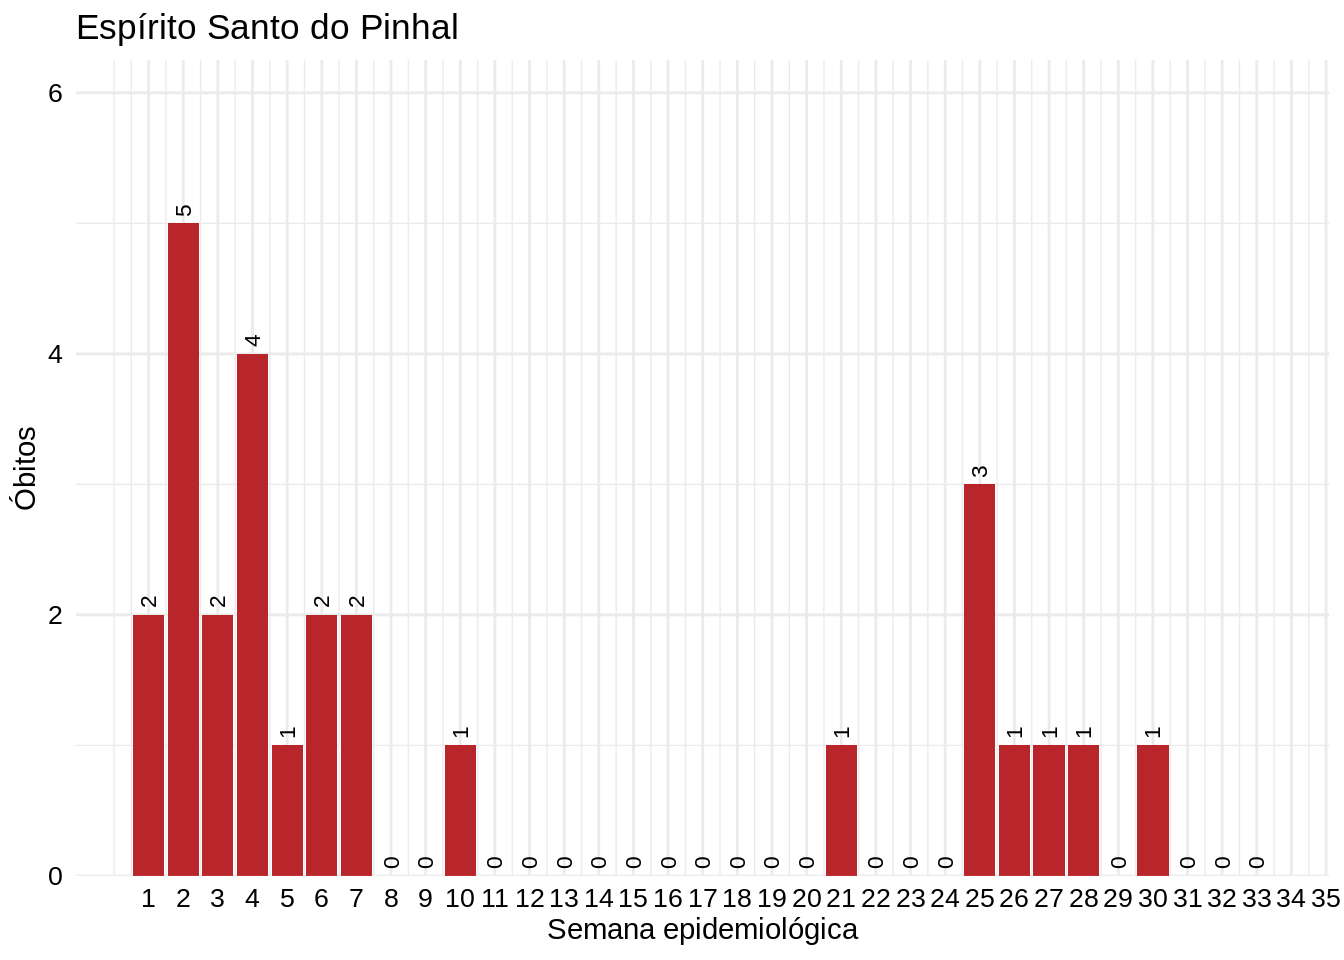 Espírito Santo do Pinhal
6
4
2
0
Óbitos
2 5 2 4 1 2 2 0 0 1 0 0 0 0 0 0 0 0 0 0 1 0 0 0 3 1 1 1 0 1 0 0 0
1 2 3 4 5 6 7 8 9 10 11 12 13 14 15 16 17 18 19 20 21 22 23 24 25 26 27 28 29 30 31 32 33 34 35
Semana epidemiológica